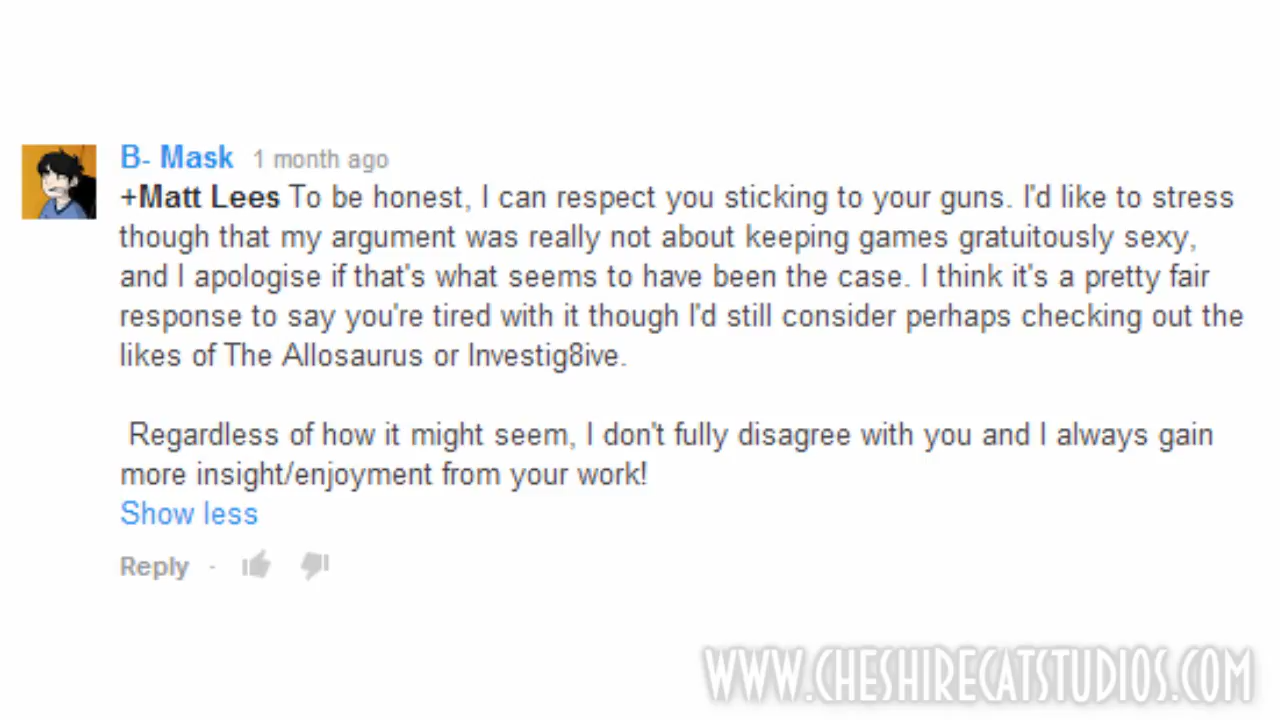 B- Mask 1 month ago
+Matt Lees To be honest, I can respect you sticking to your guns. I'd like to stress
though that my argument was really not about keeping games gratuitously sexy,
and I apologise if that's what seems to have been the case. I think it's a pretty fair
response to say you're tired with it though I'd still consider perhaps checking out the
likes of The Allosaurus or Investig8ive.
Regardless of how it might seem, I don't fully disagree with you and I always gain
more insight/enjoyment from your work!
Show less
Reply ·
WWW.CHESHIRECATSTUDIOS.COM